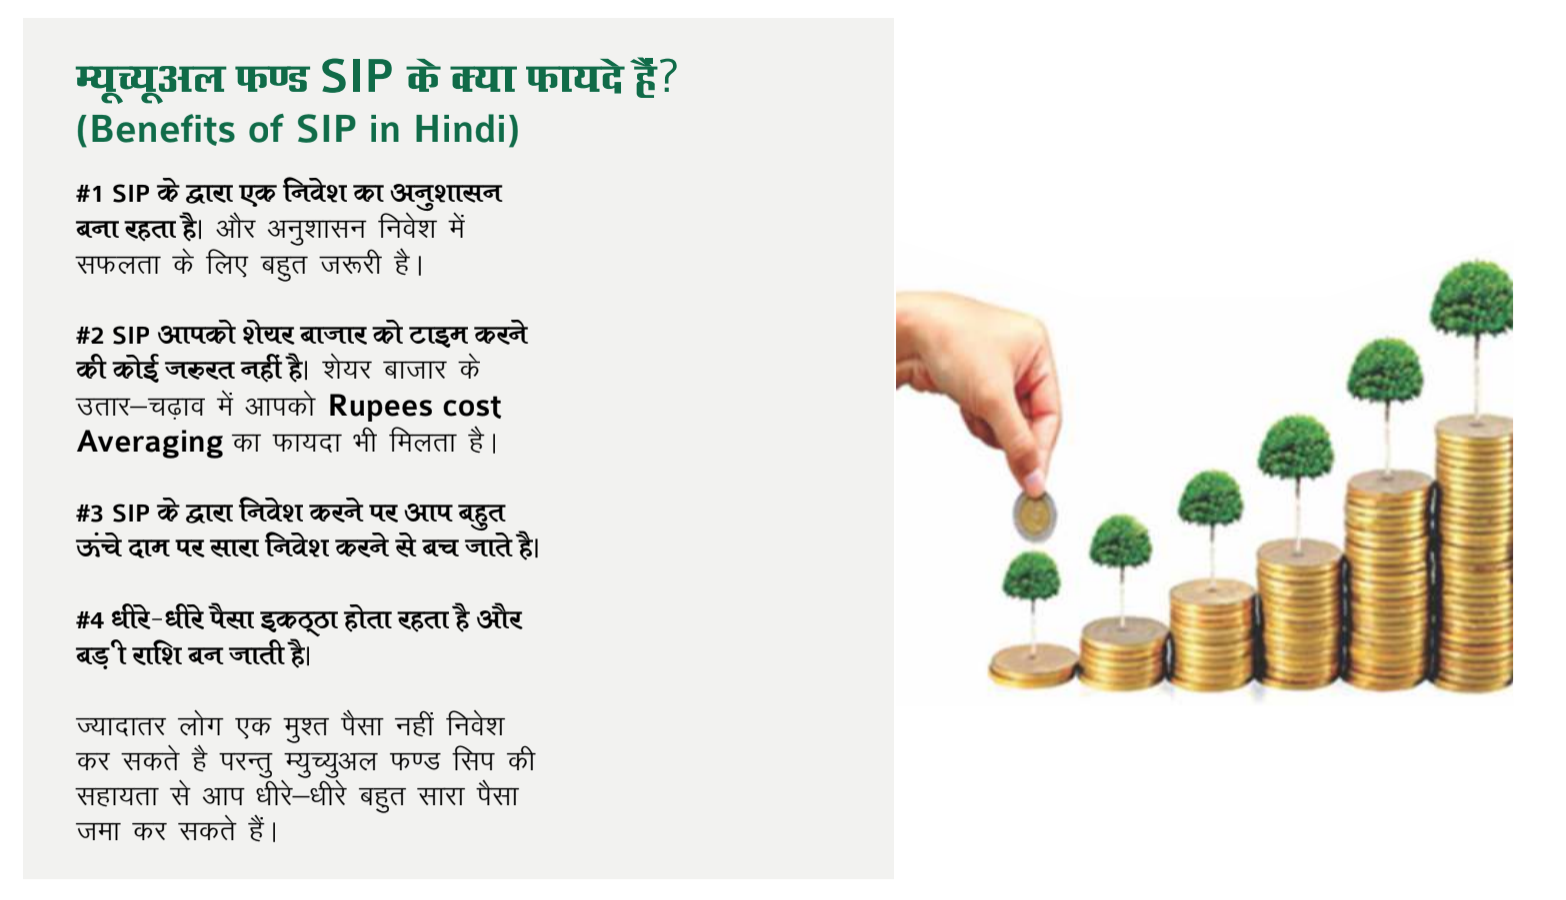 म्यूच्यूअल फण्ड SIP के क्या फायदे हैं?
(Benefits of SIP in Hindi)
#1 SIP के द्वारा एक निवेश का अनुशासन
बना रहता है। और अनुशासन निवेश में
सफलता के लिए बहुत जरूरी है।
#2 SIP आपको शेयर बाजार को टाइम करने
की कोई जरुरत नहीं है। शेयर बाजार के
उतार–चढ़ाव में आपको Rupees cost
Averaging का फायदा भी मिलता है।
#3 SIP के द्वारा निवेश करने पर आप बहुत
ऊंचे दाम पर सारा निवेश करने से बच जाते है।
#4 धीरे-धीरे पैसा इकठ्ठा होता रहता है और
बड़ी राशि बन जाती है।
ज्यादातर लोग एक मुश्त पैसा नहीं निवेश
कर सकते है परन्तु म्युच्युअल फण्ड सिप की
सहायता से आप धीरे–धीरे बहुत सारा पैसा
जमा कर सकते हैं।